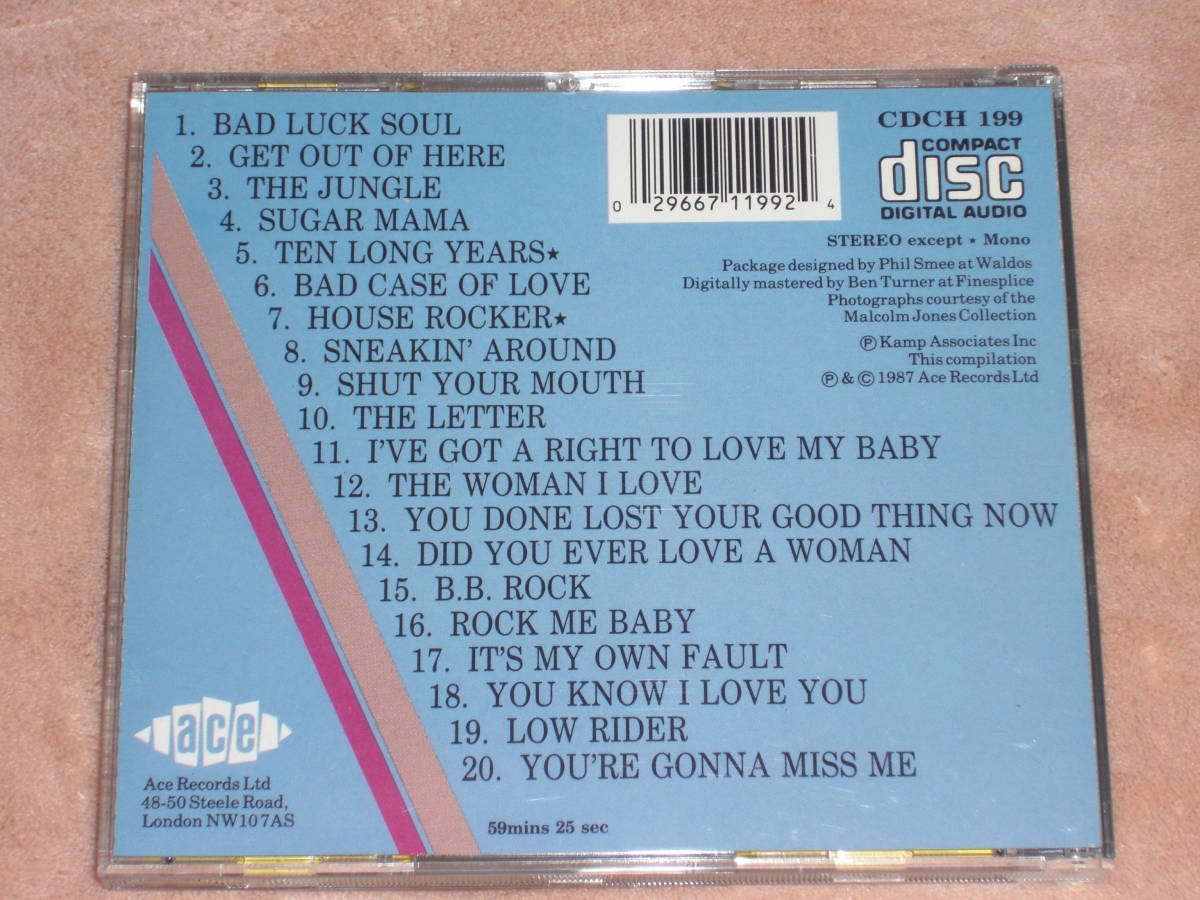 1. BAD LUCK SOUL
2. GET OUT OF HERE
3. THE JUNGLE
4. SUGAR MAMA
5. TEN LONG YEARS★
6. BAD CASE OF LOVE
7. HOUSE ROCKER★
8. SNEAKIN' AROUND
9. SHUT YOUR MOUTH
10. THE LETTER
11. I'VE GOT A RIGHT TO LOVE MY BABY
12. THE WOMAN I LOVE
13. YOU DONE LOST YOUR GOOD THING NOW
14. DID YOU EVER LOVE A WOMAN
15. B.B. ROCK
16. ROCK ME BABY
17. IT'S MY OWN FAULT
18. YOU KNOW I LOVE YOU
19. LOW RIDER
20. YOU'RE GONNA MISS ME
59mins 25 sec
0 29667 11992 4
CDCH 199
COMPACT
disc
DIGITAL AUDIO
STEREO except ★ Mono
Package designed by Phil Smee at Waldos
Digitally mastered by Ben Turner at Finesplice
Photographs courtesy of the
Malcolm Jones Collection
℗ Kamp Associates Inc
This compilation
℗ & © 1987 Ace Records Ltd
ace
Ace Records Ltd
48-50 Steele Road,
London NW10 7AS